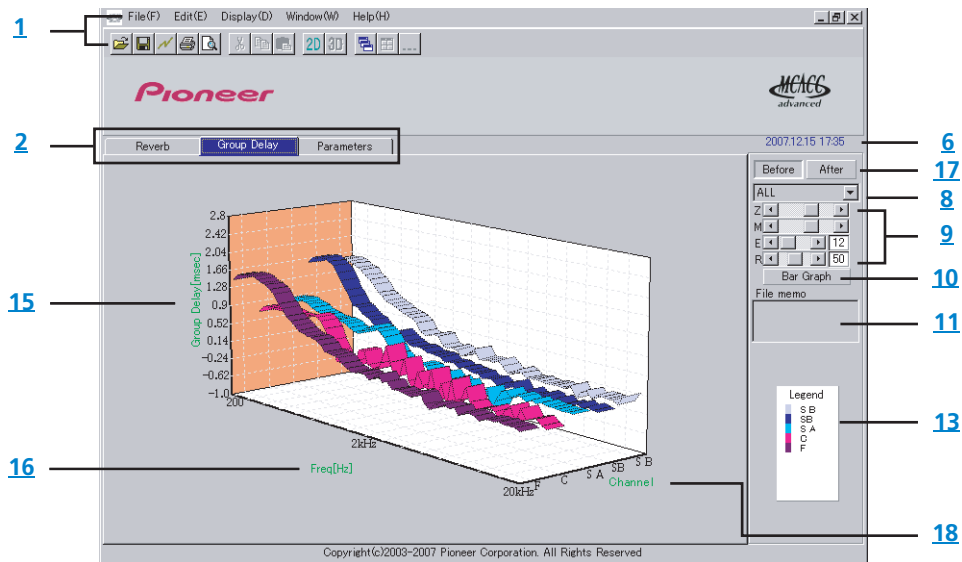 File(F) Edit(E) Display(D) Window(W) Help(H)
1
2D 3D
Pioneer
MCACC
advanced
2
Reverb Group Delay Parameters
2007.12.15 17:35
6
Before After
17
ALL
8
Z
M
E 12
R 50
9
Bar Graph
10
File memo
11
15
Group Delay[msec]
2.8
2.42
2.04
1.66
1.28
0.9
0.52
0.14
-0.24
-0.62
-1.0
200
2kHz
20kHz
16
Freq[Hz]
F C S A SB S B
Channel
18
Legend
S B
SB
S A
C
F
13
Copyright(c)2003-2007 Pioneer Corporation. All Rights Reserved